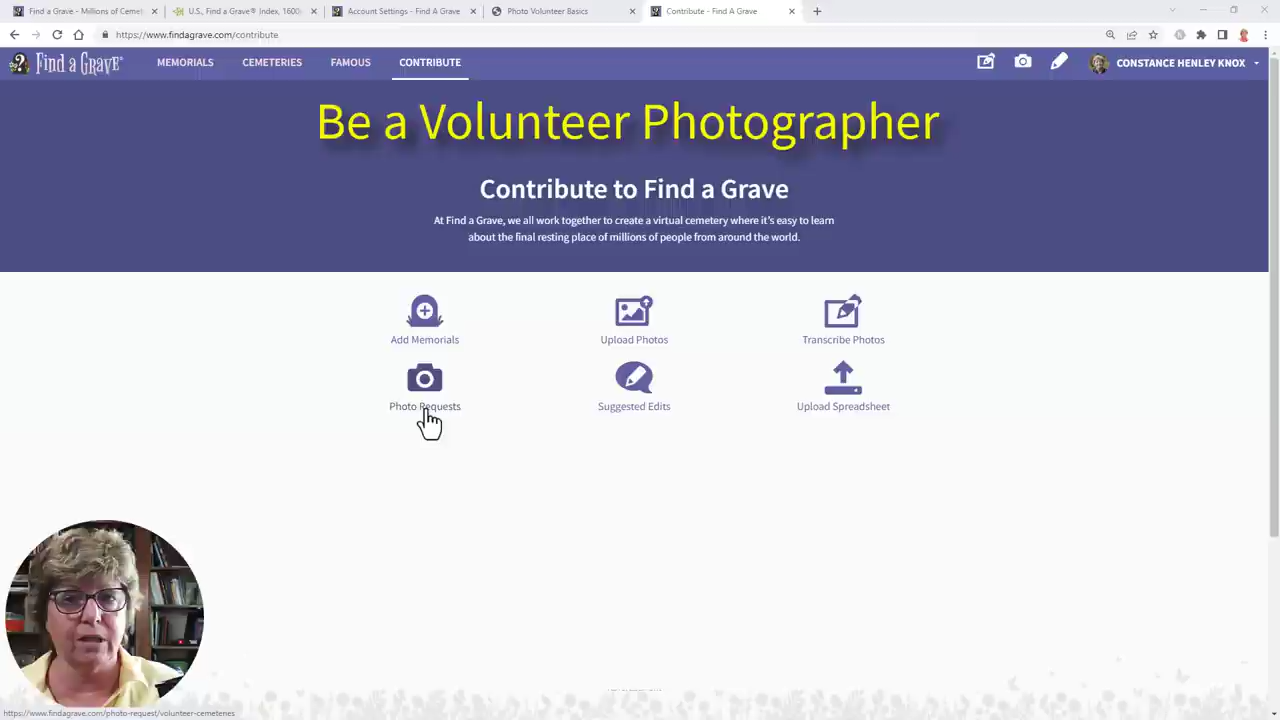 Find a Grave - Millions of Cemet
U.S., Find a Grave® Index, 1600s
Account Settings - Find A Grave
Photo Volunteer Basics
Contribute - Find A Grave
https://www.findagrave.com/contribute
Find a Grave
MEMORIALS
CEMETERIES
FAMOUS
CONTRIBUTE
CONSTANCE HENLEY KNOX
Be a Volunteer Photographer
Contribute to Find a Grave
At Find a Grave, we all work together to create a virtual cemetery where it's easy to learn
about the final resting place of millions of people from around the world.
Add Memorials
Upload Photos
Transcribe Photos
Photo Requests
Suggested Edits
Upload Spreadsheet
https://www.findagrave.com/photo-request/volunteer-cemeteries